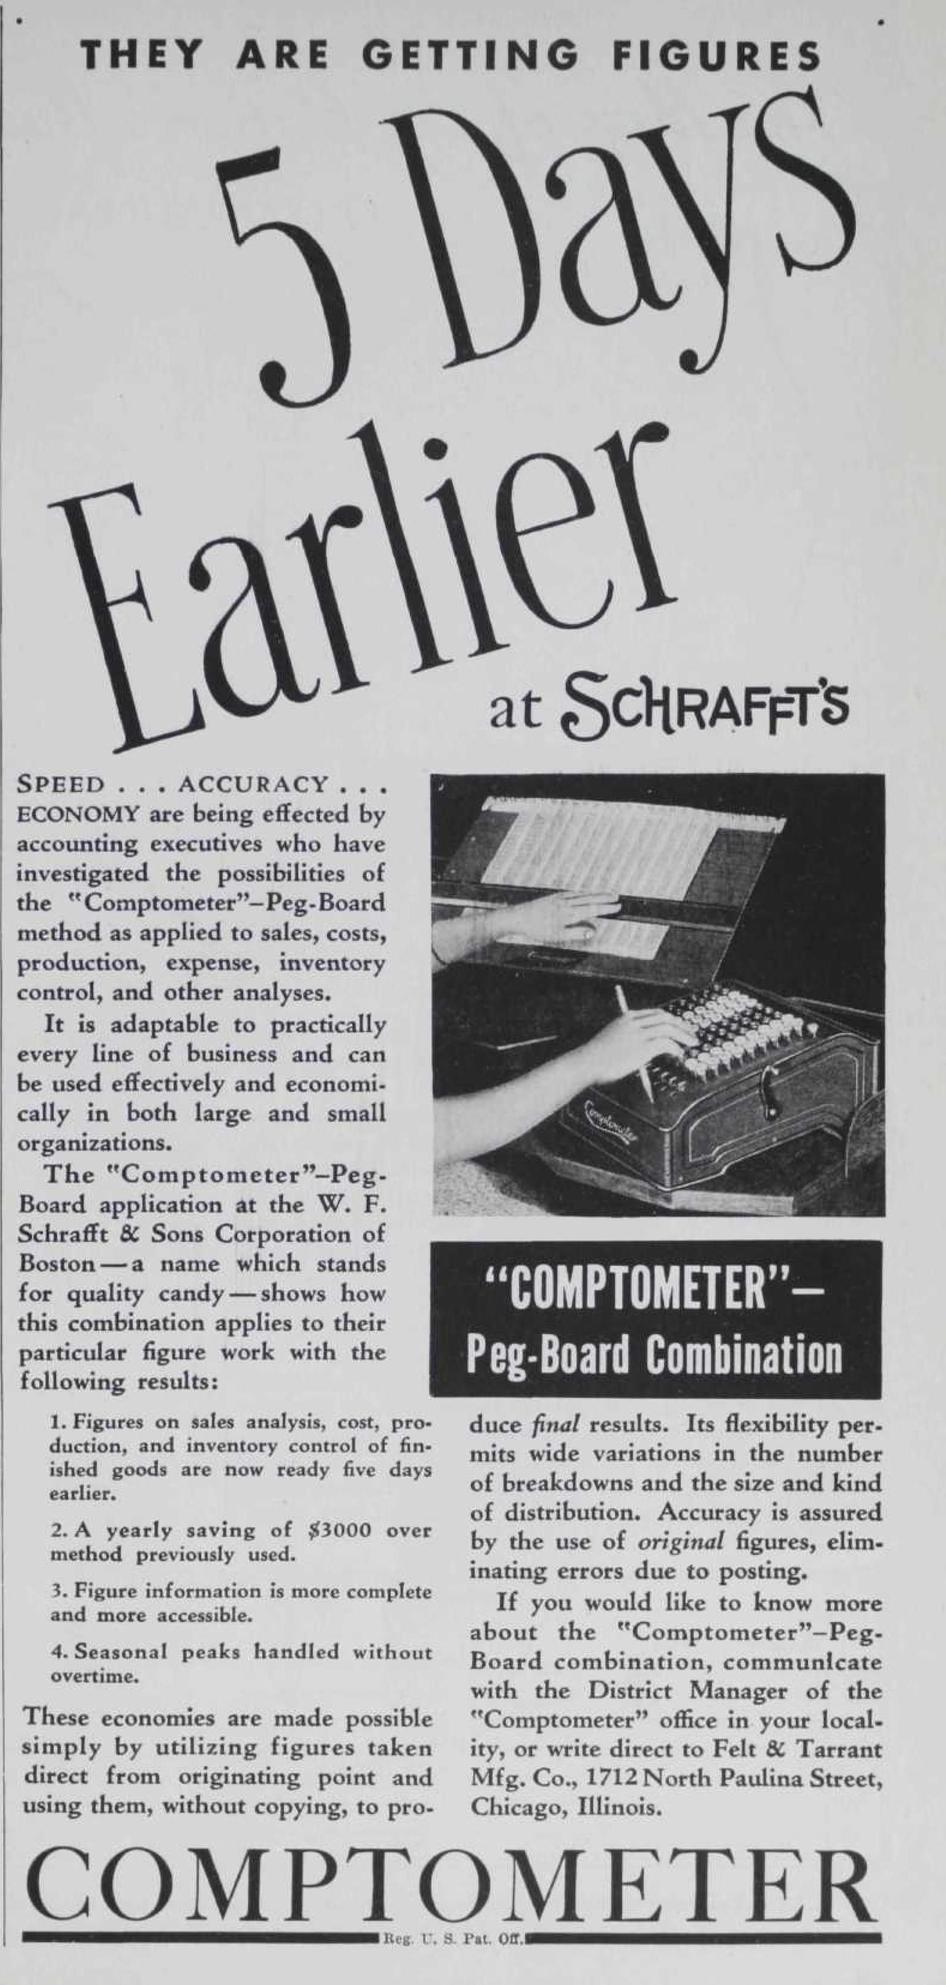 THEY ARE GETTING FIGURES
5 Days
Earlier
at SCHRAFFT'S
SPEED . . . ACCURACY . . .
ECONOMY are being effected by
accounting executives who have
investigated the possibilities of
the "Comptometer"–Peg-Board
method as applied to sales, costs,
production, expense, inventory
control, and other analyses.
It is adaptable to practically
every line of business and can
be used effectively and economi-
cally in both large and small
organizations.
The "Comptometer"–Peg-
Board application at the W. F.
Schrafft & Sons Corporation of
Boston—a name which stands
for quality candy—shows how
this combination applies to their
particular figure work with the
following results:
1. Figures on sales analysis, cost, pro-
duction, and inventory control of fin-
ished goods are now ready five days
earlier.
2. A yearly saving of $3000 over
method previously used.
3. Figure information is more complete
and more accessible.
4. Seasonal peaks handled without
overtime.
These economies are made possible
simply by utilizing figures taken
direct from originating point and
using them, without copying, to pro-
Comptometer
"COMPTOMETER"–
Peg-Board Combination
duce final results. Its flexibility per-
mits wide variations in the number
of breakdowns and the size and kind
of distribution. Accuracy is assured
by the use of original figures, elim-
inating errors due to posting.
If you would like to know more
about the "Comptometer"–Peg-
Board combination, communicate
with the District Manager of the
"Comptometer" office in your local-
ity, or write direct to Felt & Tarrant
Mfg. Co., 1712 North Paulina Street,
Chicago, Illinois.
COMPTOMETER
Reg. U. S. Pat. Off.